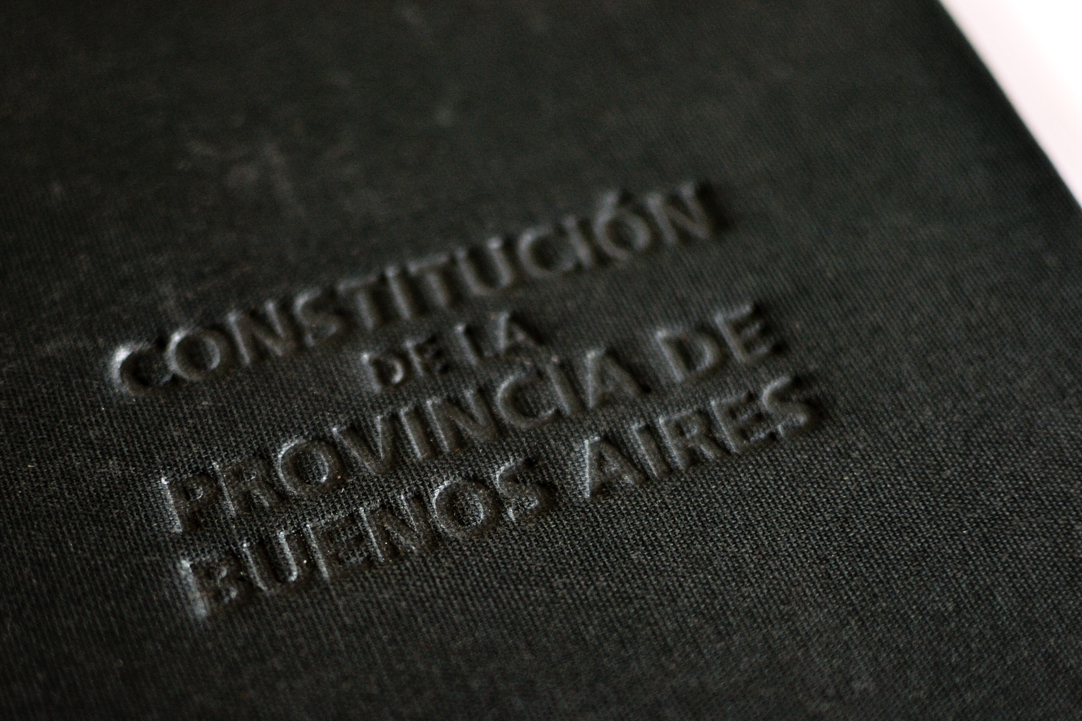 CONSTITUCIÓN
DE LA
PROVINCIA DE
BUENOS AIRES